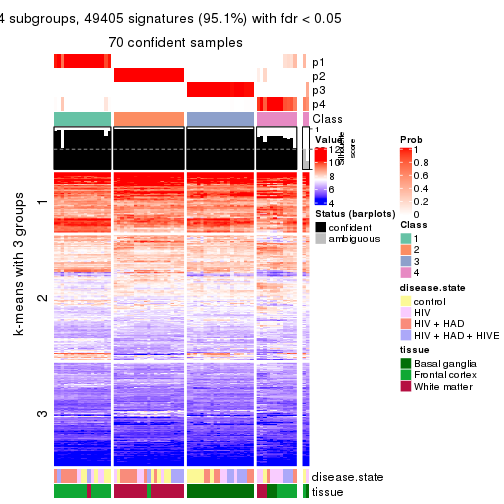 4 subgroups, 49405 signatures (95.1%) with fdr < 0.05
70 confident samples
p1
p2
p3
p4
Class
1
score
Value
12
8
6
4
Status (barplots)
confident
ambiguous
Prob
1
0.8
0.6
0.4
0.2
0
Class
1
2
3
4
disease.state
control
HIV
HIV + HAD
HIV + HAD + HIVE
tissue
Basal ganglia
Frontal cortex
White matter
k-means with 3 groups
1
2
3
disease.state
tissue